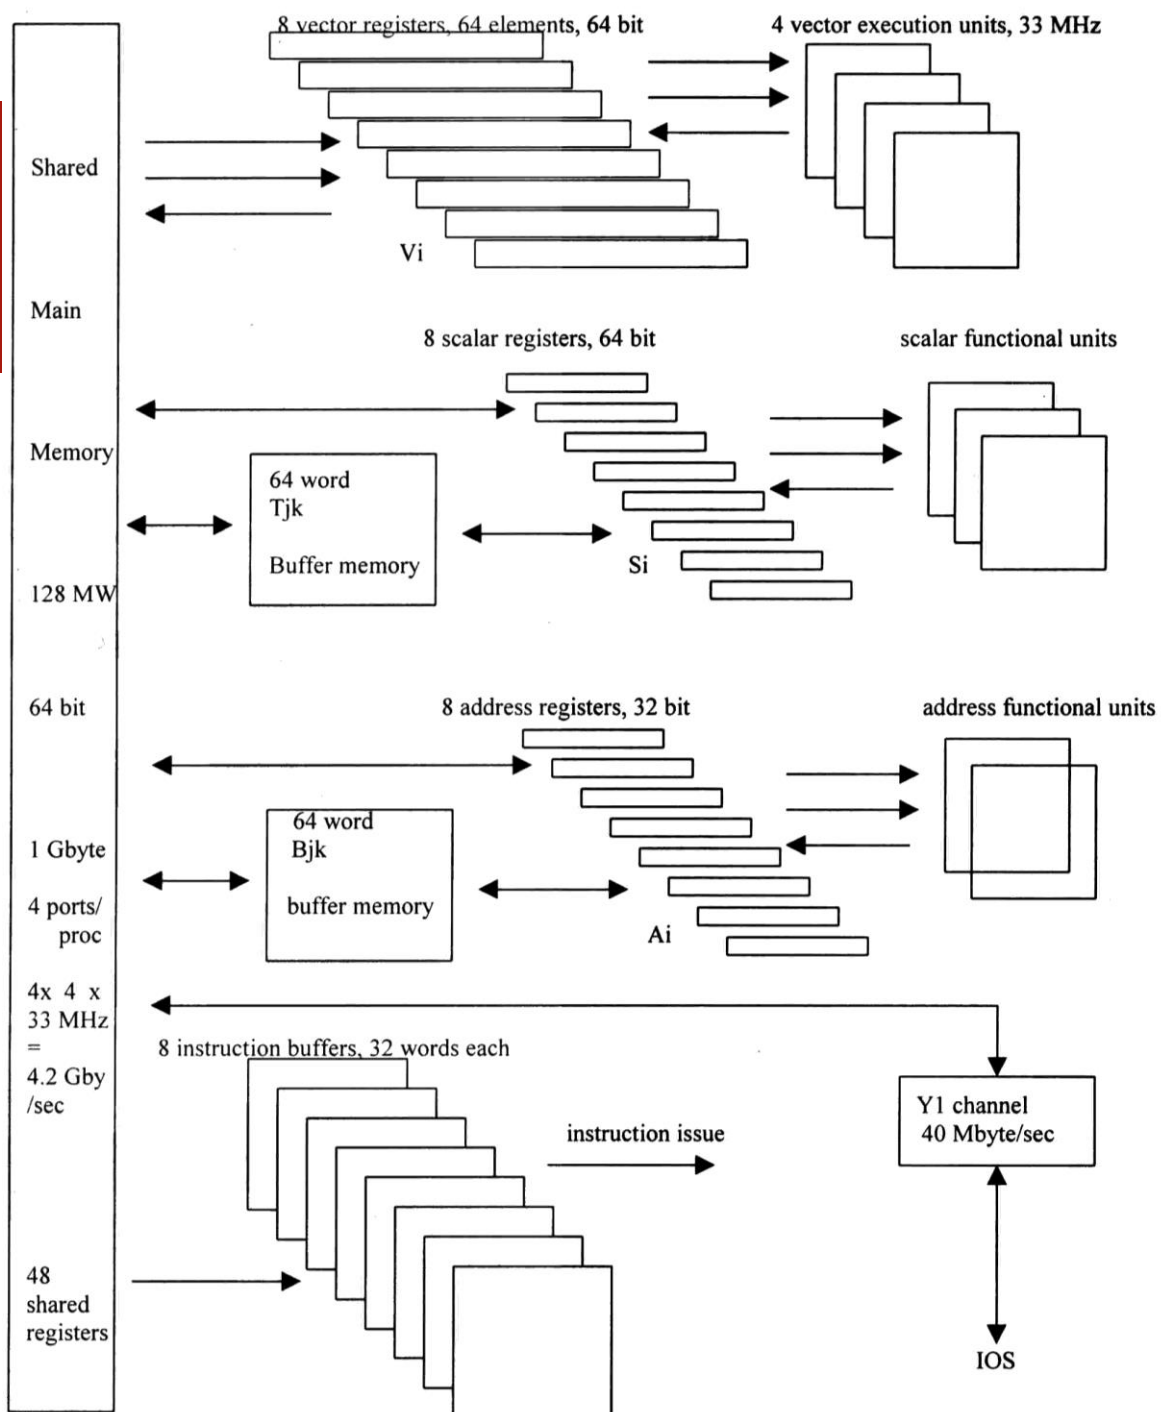 8 vector registers, 64 elements, 64 bit
4 vector execution units, 33 MHz
Shared
Vi
Main
8 scalar registers, 64 bit
scalar functional units
Memory
64 word
Tjk
Buffer memory
Si
128 MW
64 bit
8 address registers, 32 bit
address functional units
64 word
Bjk
buffer memory
1 Gbyte
4 ports/
proc
Ai
4x 4 x
33 MHz
=
4.2 Gby
/sec
8 instruction buffers, 32 words each
instruction issue
Y1 channel
40 Mbyte/sec
48
shared
registers
IOS